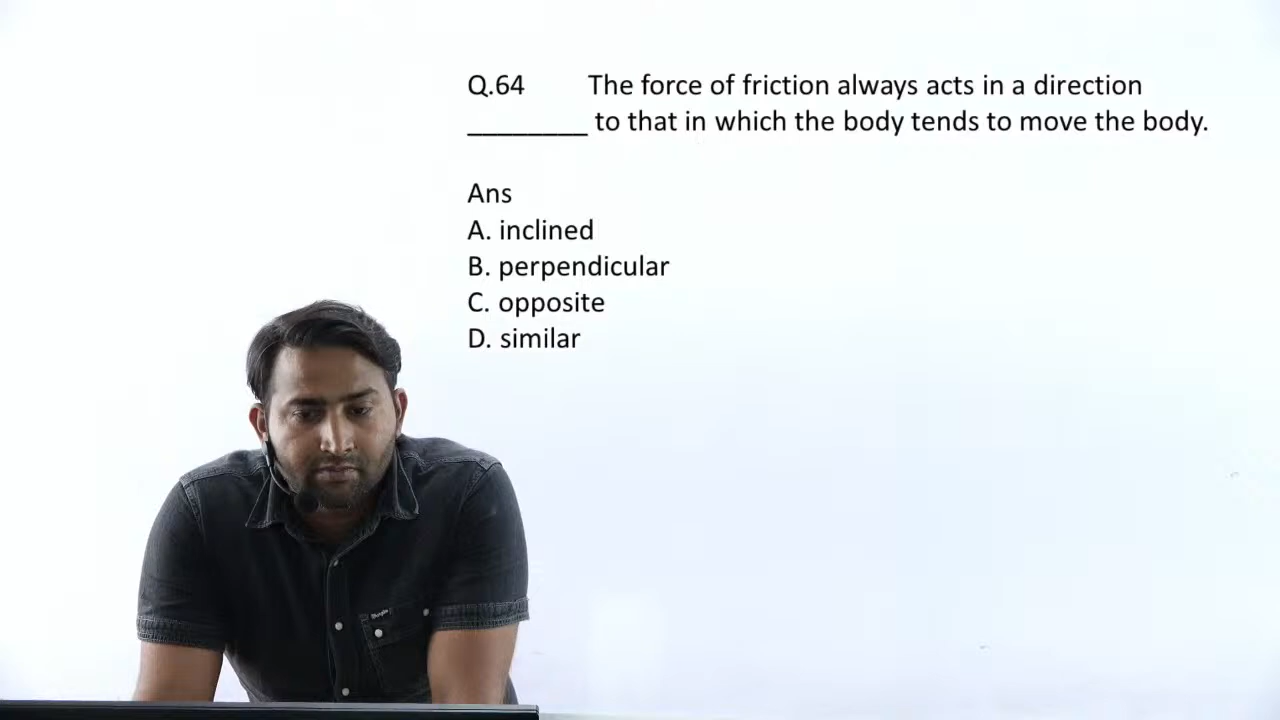 Q.64 The force of friction always acts in a direction
________ to that in which the body tends to move the body.
Ans
A. inclined
B. perpendicular
C. opposite
D. similar